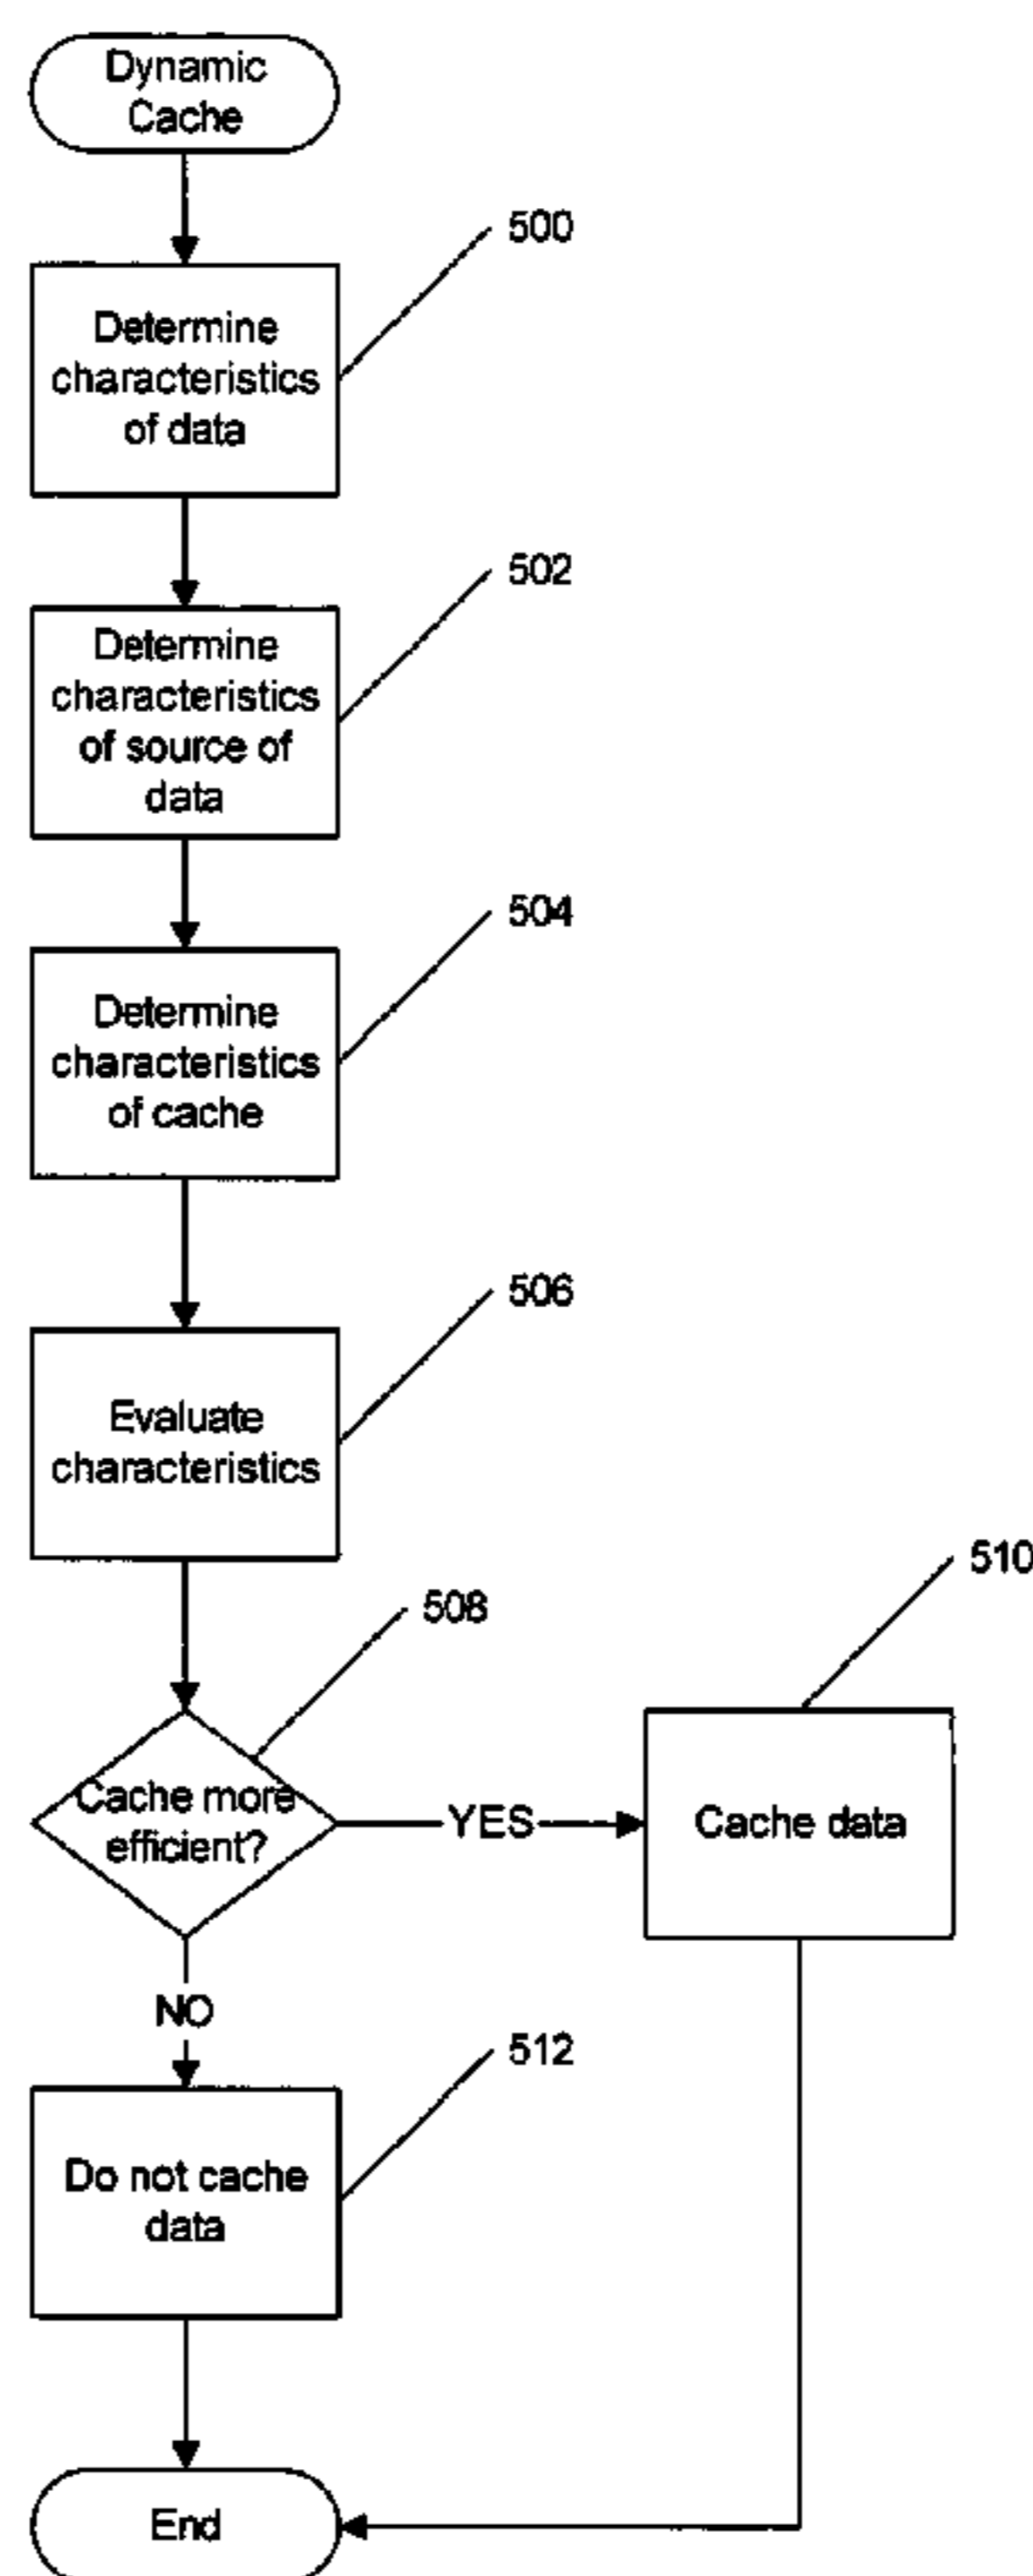 Dynamic
Cache
500
Determine
characteristics
of data
502
Determine
characteristics
of source of
data
504
Determine
characteristics
of cache
506
Evaluate
characteristics
508
510
Cache more
efficient?
YES
Cache data
NO
512
Do not cache
data
End